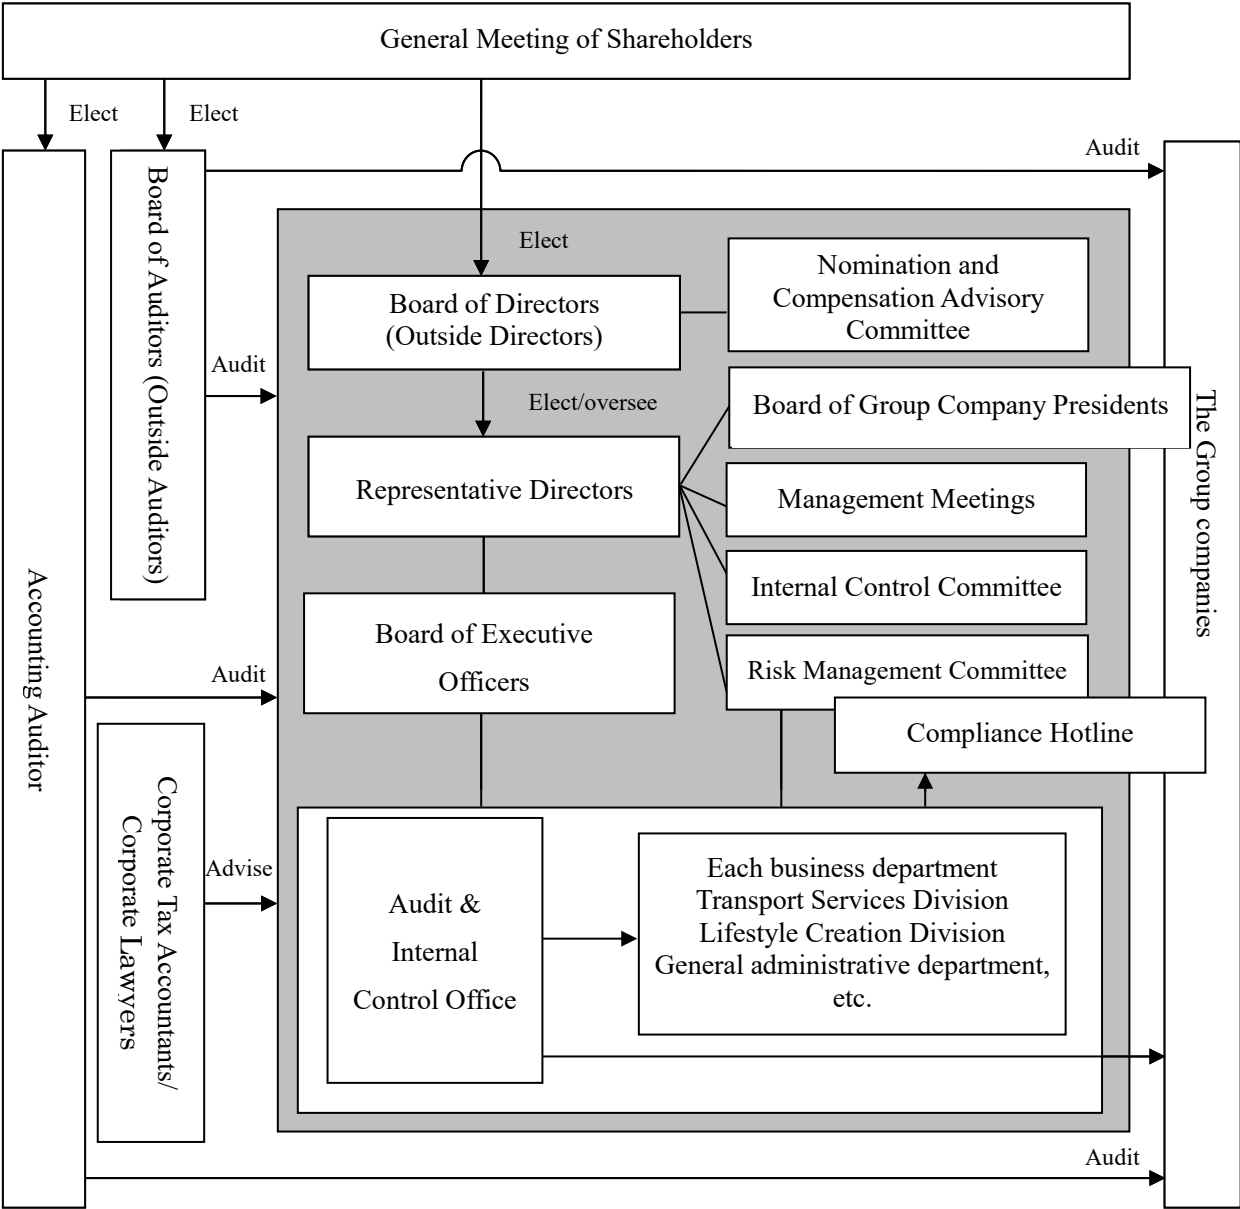 General Meeting of Shareholders
Elect
Elect
Audit
Board of Auditors (Outside Auditors)
Elect
Nomination and
Compensation Advisory
Committee
Board of Directors
(Outside Directors)
Audit
Elect/oversee
Board of Group Company Presidents
The Group companies
Representative Directors
Management Meetings
Internal Control Committee
Accounting Auditor
Board of Executive
Officers
Audit
Risk Management Committee
Compliance Hotline
Corporate Tax Accountants/
Corporate Lawyers
Advise
Audit &
Internal
Control Office
Each business department
Transport Services Division
Lifestyle Creation Division
General administrative department,
etc.
Audit